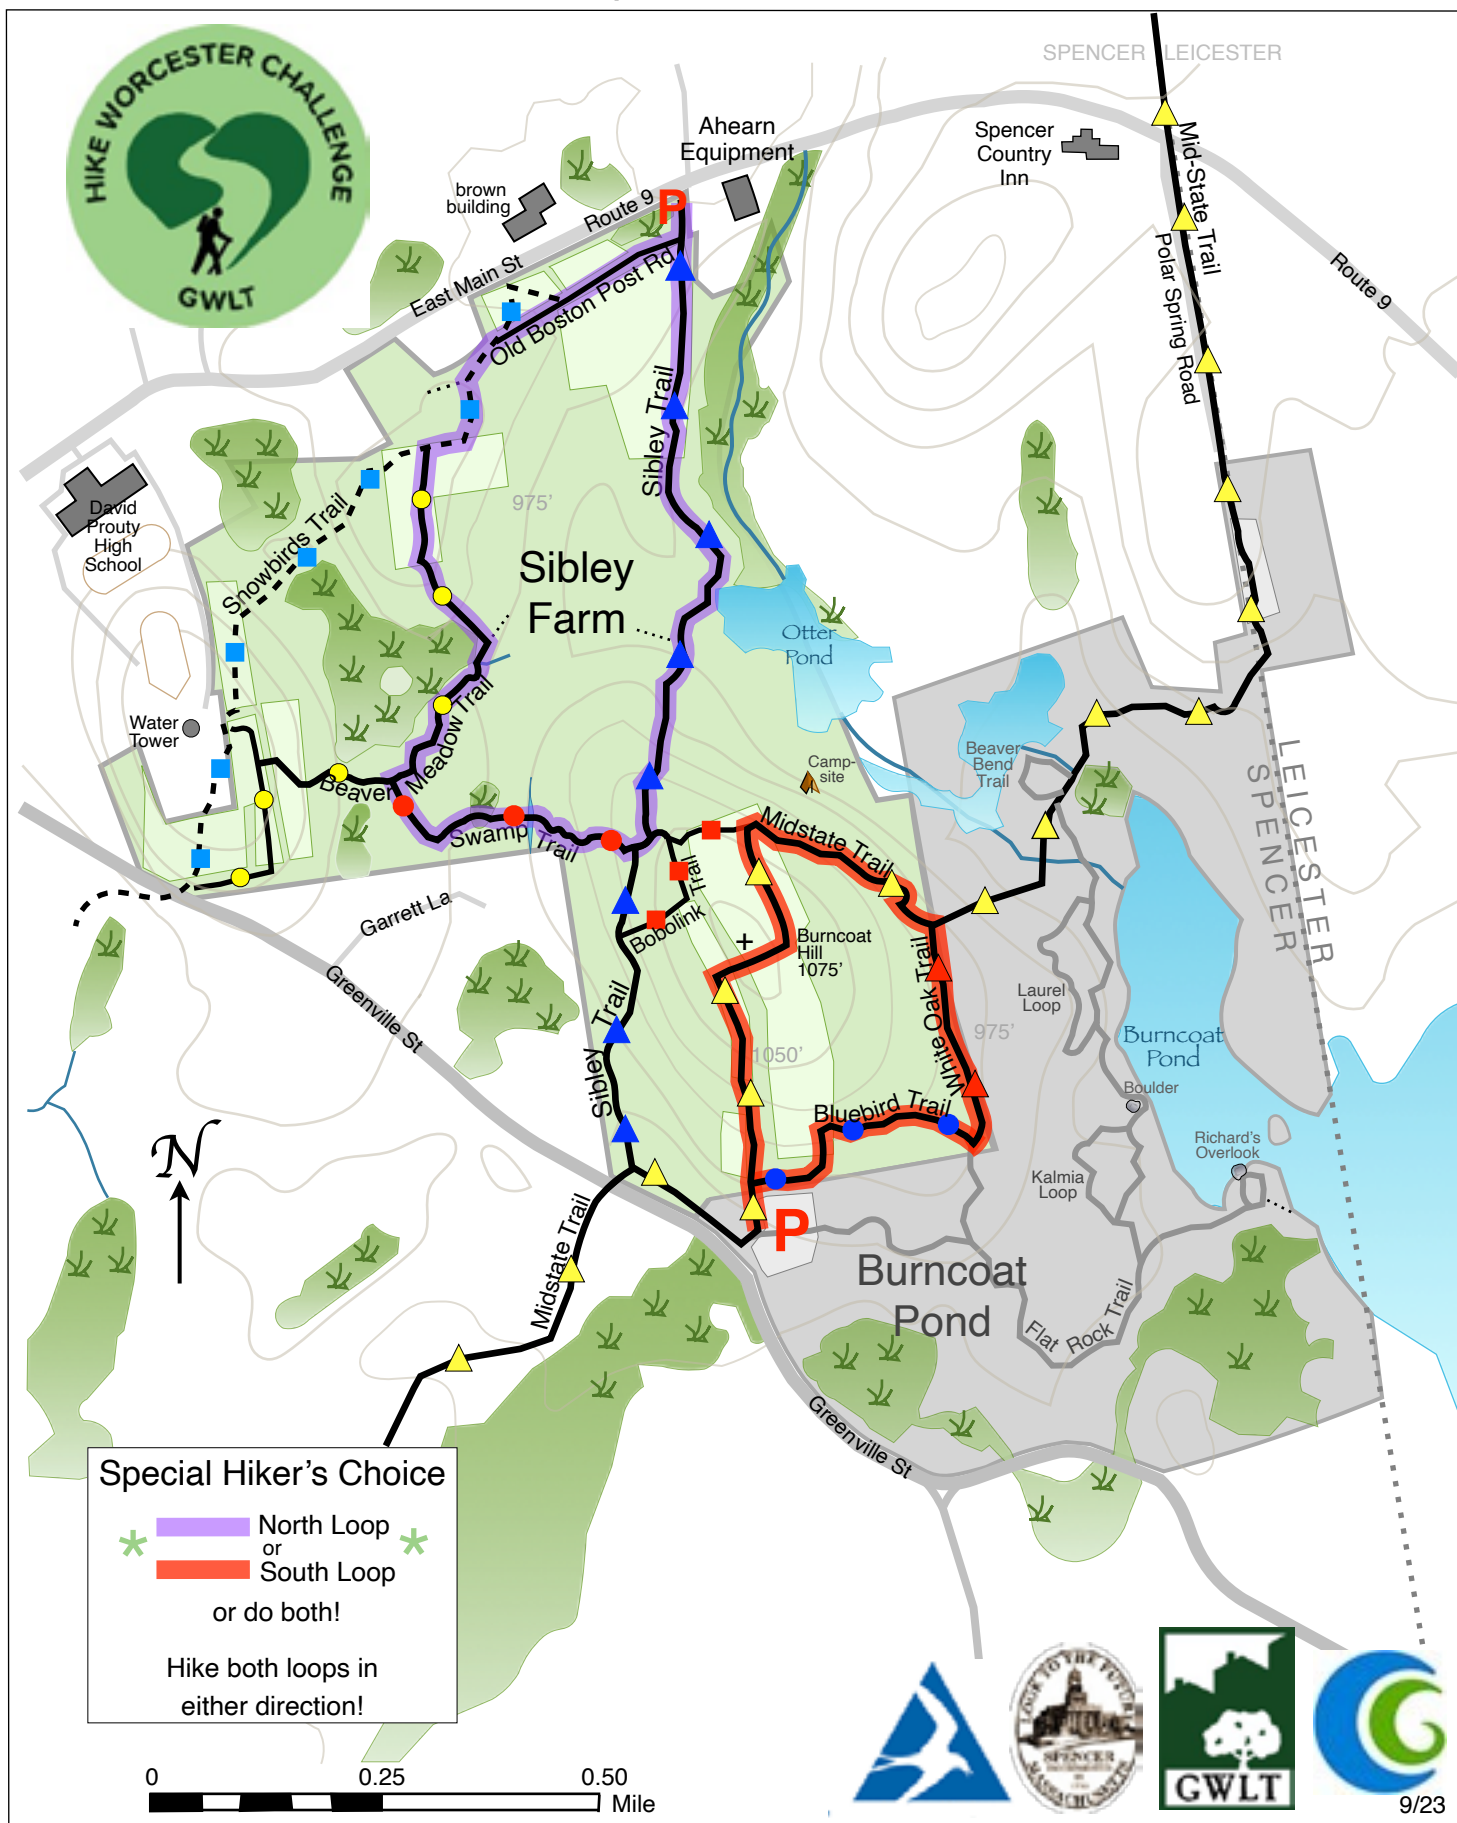 HIKE WORCESTER CHALLENGE
GWLT
SPENCER
LEICESTER
Ahearn
Equipment
Spencer
Country
Inn
brown
building
Route 9
P
East Main St
Old Boston Post Rd
Mid-State Trail
Polar Spring Road
Route 9
Sibley Trail
David
Prouty
High
School
Snowbirds Trail
975'
Sibley
Farm
Otter
Pond
Water
Tower
Beaver
Meadow Trail
Swamp Trail
Camp-
site
Beaver
Bend
Trail
LEICESTER
SPENCER
Midstate Trail
Garrett La
Bobolink
Trail
+
Burncoat
Hill
1075'
White Oak Trail
Laurel
Loop
975'
Burncoat
Pond
Greenville St
Sibley
Trail
1050'
Bluebird Trail
Boulder
Richard's
Overlook
Kalmia
Loop
N
Midstate Trail
P
Burncoat
Pond
Flat
Rock
Trail
Greenville St
Special Hiker's Choice
* North Loop *
or
South Loop
or do both!
Hike both loops in
either direction!
0 0.25 0.50
Mile
LOOK TO THE FUTURE
SPENCER
MASSACHUSETTS
GWLT
9/23